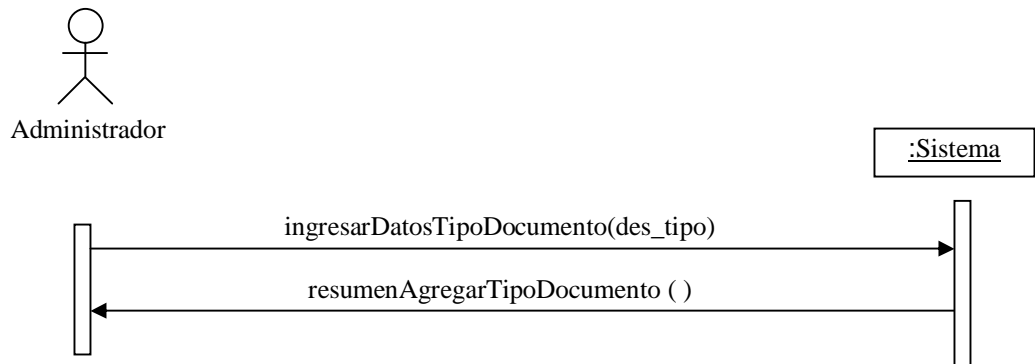 Administrador
:Sistema
ingresarDatosTipoDocumento(des_tipo)
resumenAgregarTipoDocumento ( )